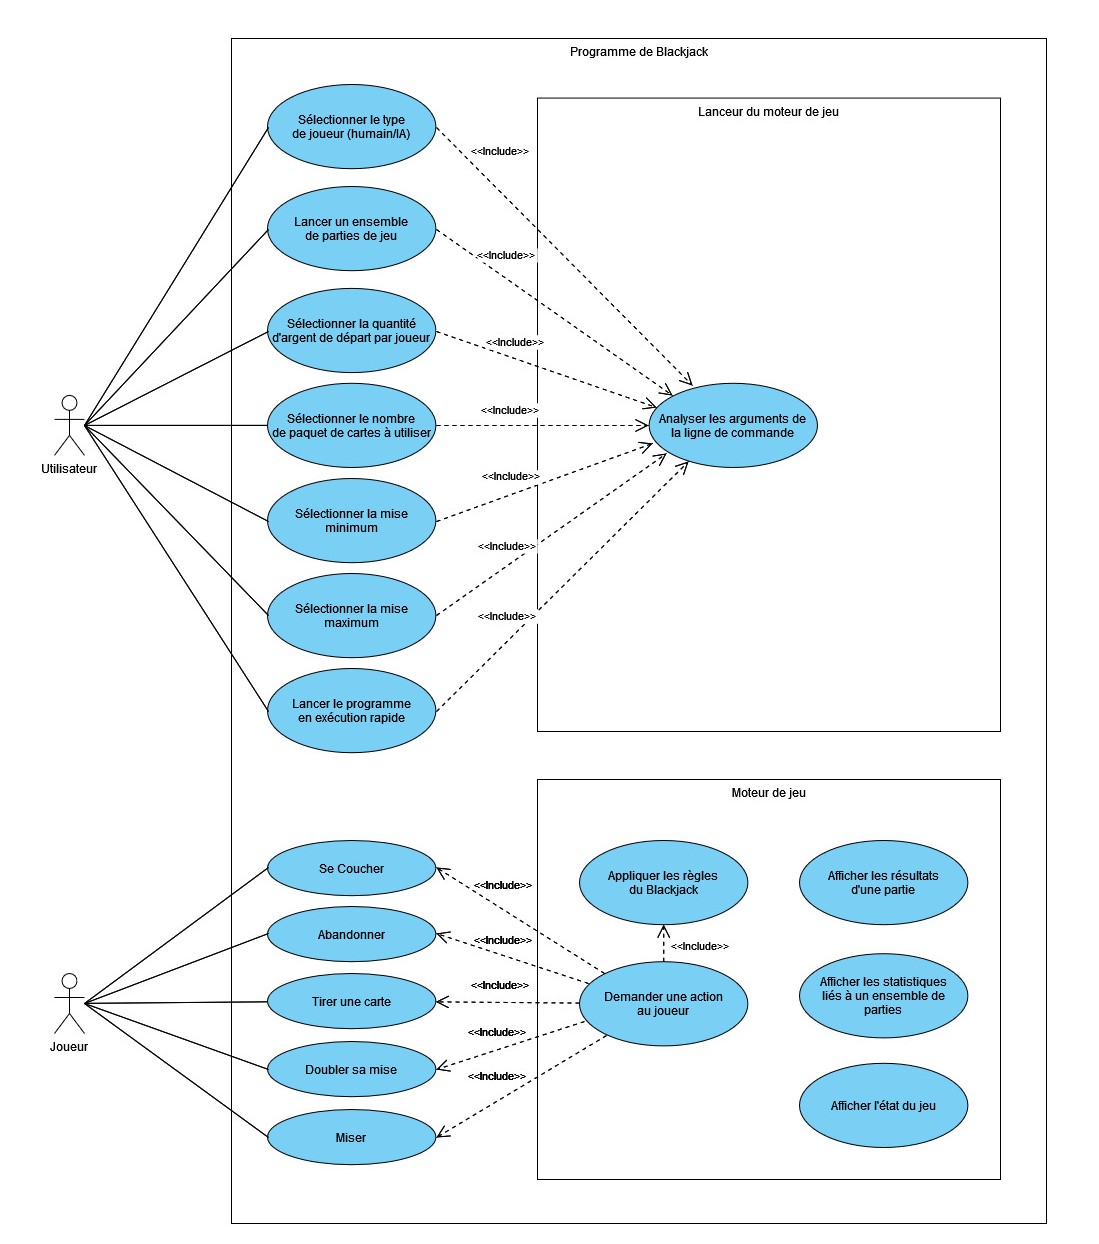 Programme de Blackjack
Lanceur du moteur de jeu
Sélectionner le type
de joueur (humain/IA)
<<Include>>
Lancer un ensemble
de parties de jeu
<<Include>>
Sélectionner la quantité
d'argent de départ par joueur
<<Include>>
Sélectionner le nombre
de paquet de cartes à utiliser
<<Include>>
Analyser les arguments de
la ligne de commande
Utilisateur
<<Include>>
Sélectionner la mise
minimum
<<Include>>
Sélectionner la mise
maximum
<<Include>>
Lancer le programme
en exécution rapide
Moteur de jeu
Se Coucher
<<Include>>
Appliquer les règles
du Blackjack
Afficher les résultats
d'une partie
Abandonner
<<Include>>
<<Include>>
Tirer une carte
<<Include>>
Demander une action
au joueur
Afficher les statistiques
liés à un ensemble de
parties
Joueur
<<Include>>
Doubler sa mise
<<Include>>
Afficher l'état du jeu
Miser